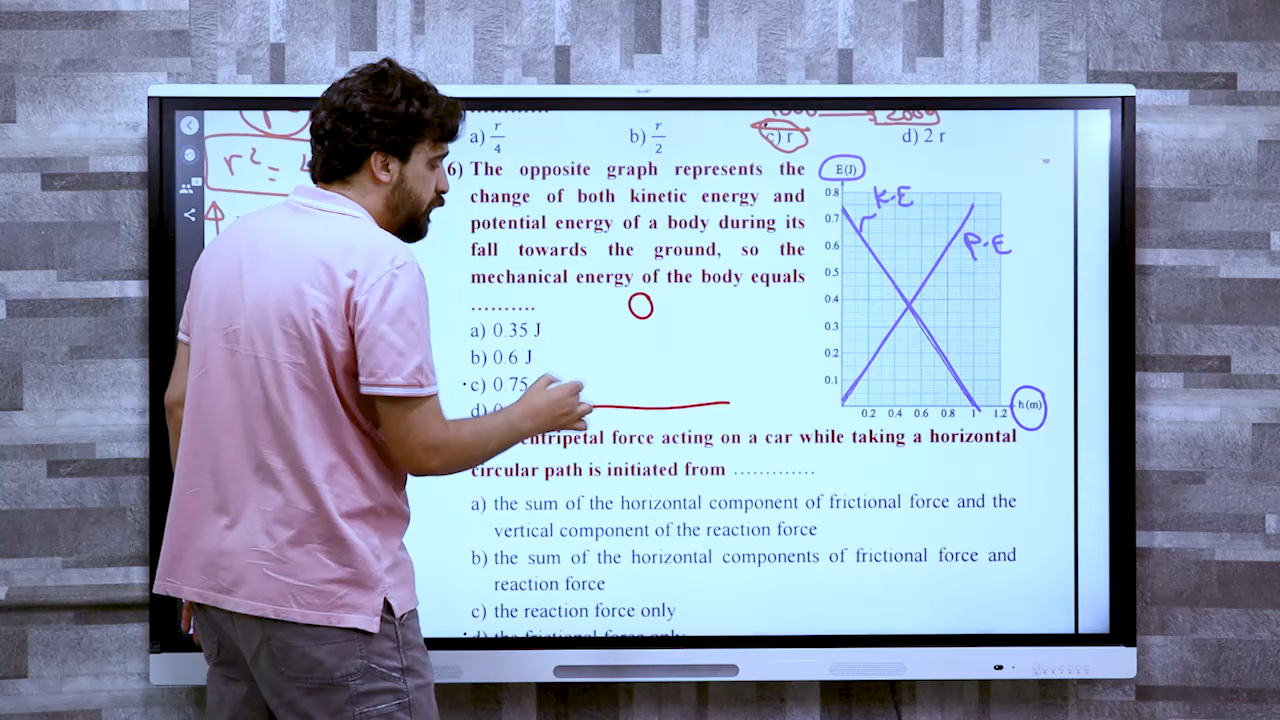 a) r/4 b) r/2 c) r d) 2 r
r² =
6) The opposite graph represents the
change of both kinetic energy and
potential energy of a body during its
fall towards the ground, so the
mechanical energy of the body equals
..........
a) 0.35 J
b) 0.6 J
c) 0.75
d)
E(J)
K.E
P.E
0.8
0.7
0.6
0.5
0.4
0.3
0.2
0.1
0.2 0.4 0.6 0.8 1 1.2 h(m)
centripetal force acting on a car while taking a horizontal
circular path is initiated from .............
a) the sum of the horizontal component of frictional force and the
vertical component of the reaction force
b) the sum of the horizontal components of frictional force and
reaction force
c) the reaction force only
d) the frictional force only